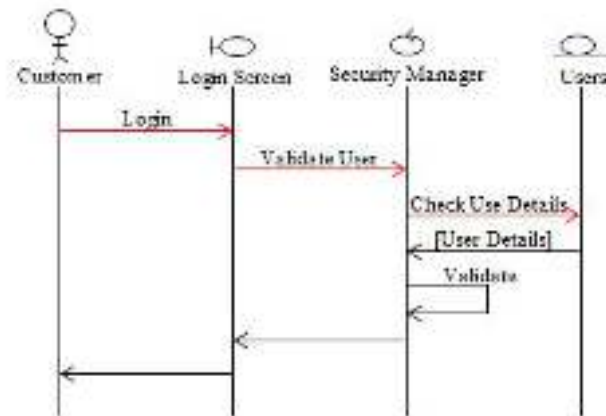 Customer
Login Screen
Security Manager
Users
Login
Validate User
Check Use Details
[User Details]
Validate